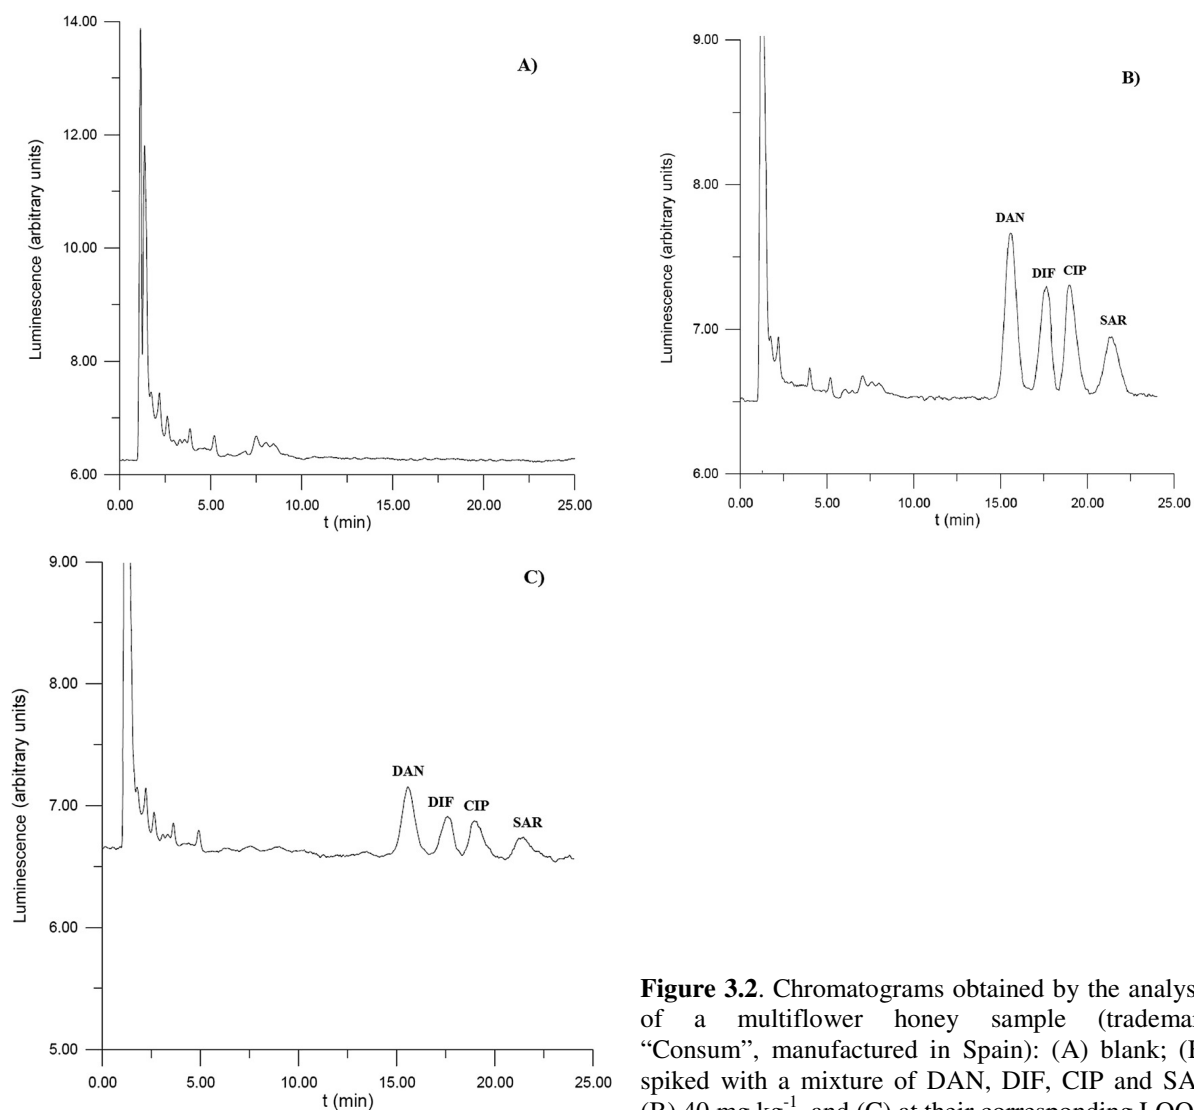 A)
14.00
12.00
10.00
8.00
6.00
Luminescence (arbitrary units)
0.00 5.00 10.00 15.00 20.00 25.00
t (min)
B)
9.00
8.00
7.00
6.00
Luminescence (arbitrary units)
DAN
DIF CIP
SAR
0.00 5.00 10.00 15.00 20.00 25.00
t (min)
C)
9.00
8.00
7.00
6.00
5.00
Luminescence (arbitrary units)
DAN
DIF CIP
SAR
0.00 5.00 10.00 15.00 20.00 25.00
t (min)
Figure 3.2. Chromatograms obtained by the analys
of a multiflower honey sample (tradema
“Consum”, manufactured in Spain): (A) blank; (
spiked with a mixture of DAN, DIF, CIP and SA
(B) 40 mg kg-1, and (C) at their corresponding LOQ